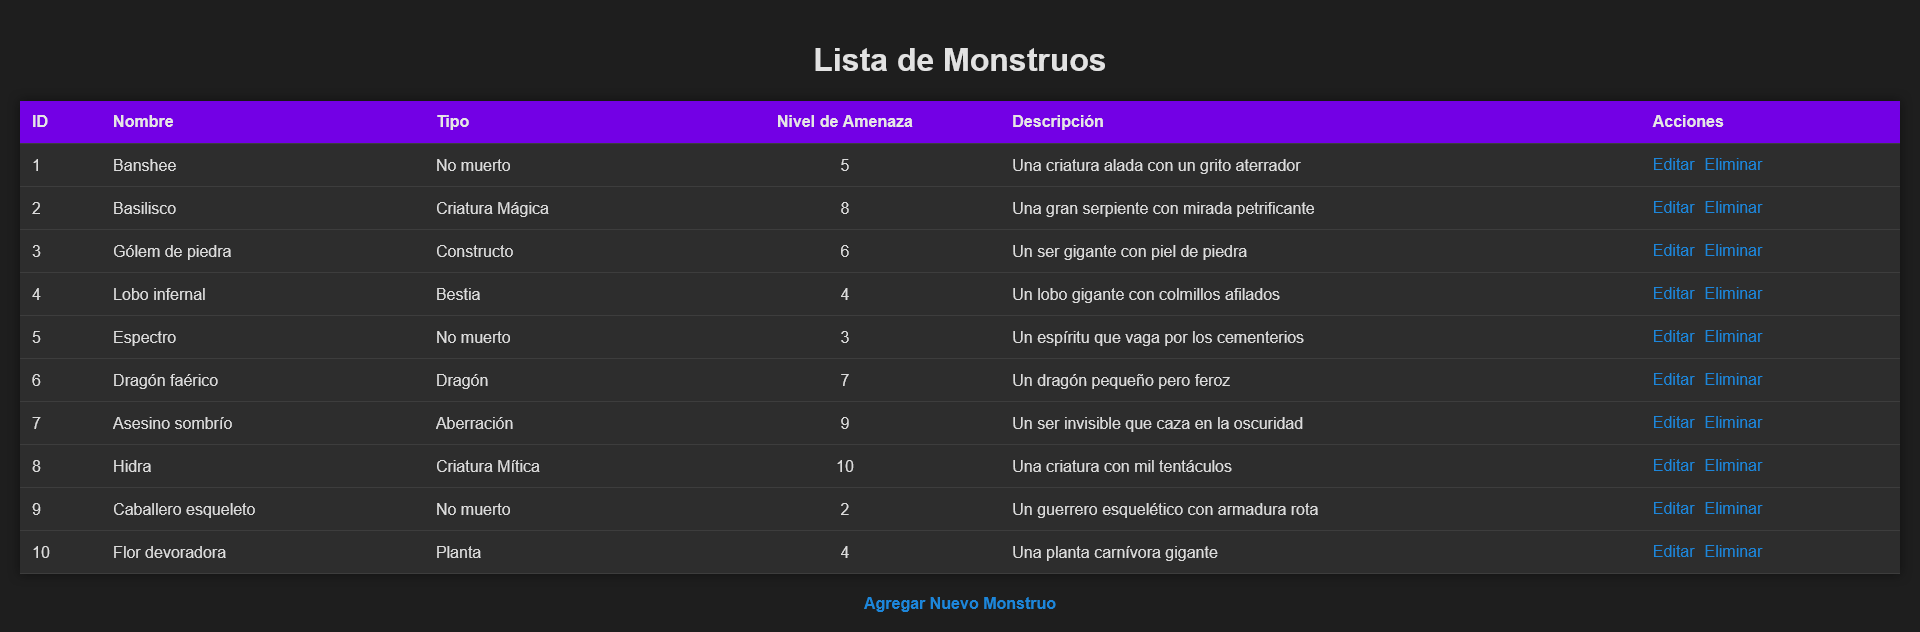 Lista de Monstruos
ID Nombre Tipo Nivel de Amenaza Descripción Acciones
1 Banshee No muerto 5 Una criatura alada con un grito aterrador Editar Eliminar
2 Basilisco Criatura Mágica 8 Una gran serpiente con mirada petrificante Editar Eliminar
3 Gólem de piedra Constructo 6 Un ser gigante con piel de piedra Editar Eliminar
4 Lobo infernal Bestia 4 Un lobo gigante con colmillos afilados Editar Eliminar
5 Espectro No muerto 3 Un espíritu que vaga por los cementerios Editar Eliminar
6 Dragón faérico Dragón 7 Un dragón pequeño pero feroz Editar Eliminar
7 Asesino sombrío Aberración 9 Un ser invisible que caza en la oscuridad Editar Eliminar
8 Hidra Criatura Mítica 10 Una criatura con mil tentáculos Editar Eliminar
9 Caballero esqueleto No muerto 2 Un guerrero esquelético con armadura rota Editar Eliminar
10 Flor devoradora Planta 4 Una planta carnívora gigante Editar Eliminar
Agregar Nuevo Monstruo